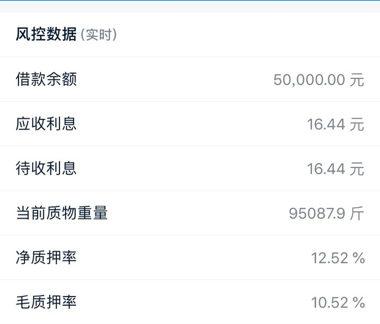 风控数据 (实时)
借款余额 50,000.00 元
应收利息 16.44 元
待收利息 16.44 元
当前质物重量 95087.9 斤
净质押率 12.52 %
毛质押率 10.52 %